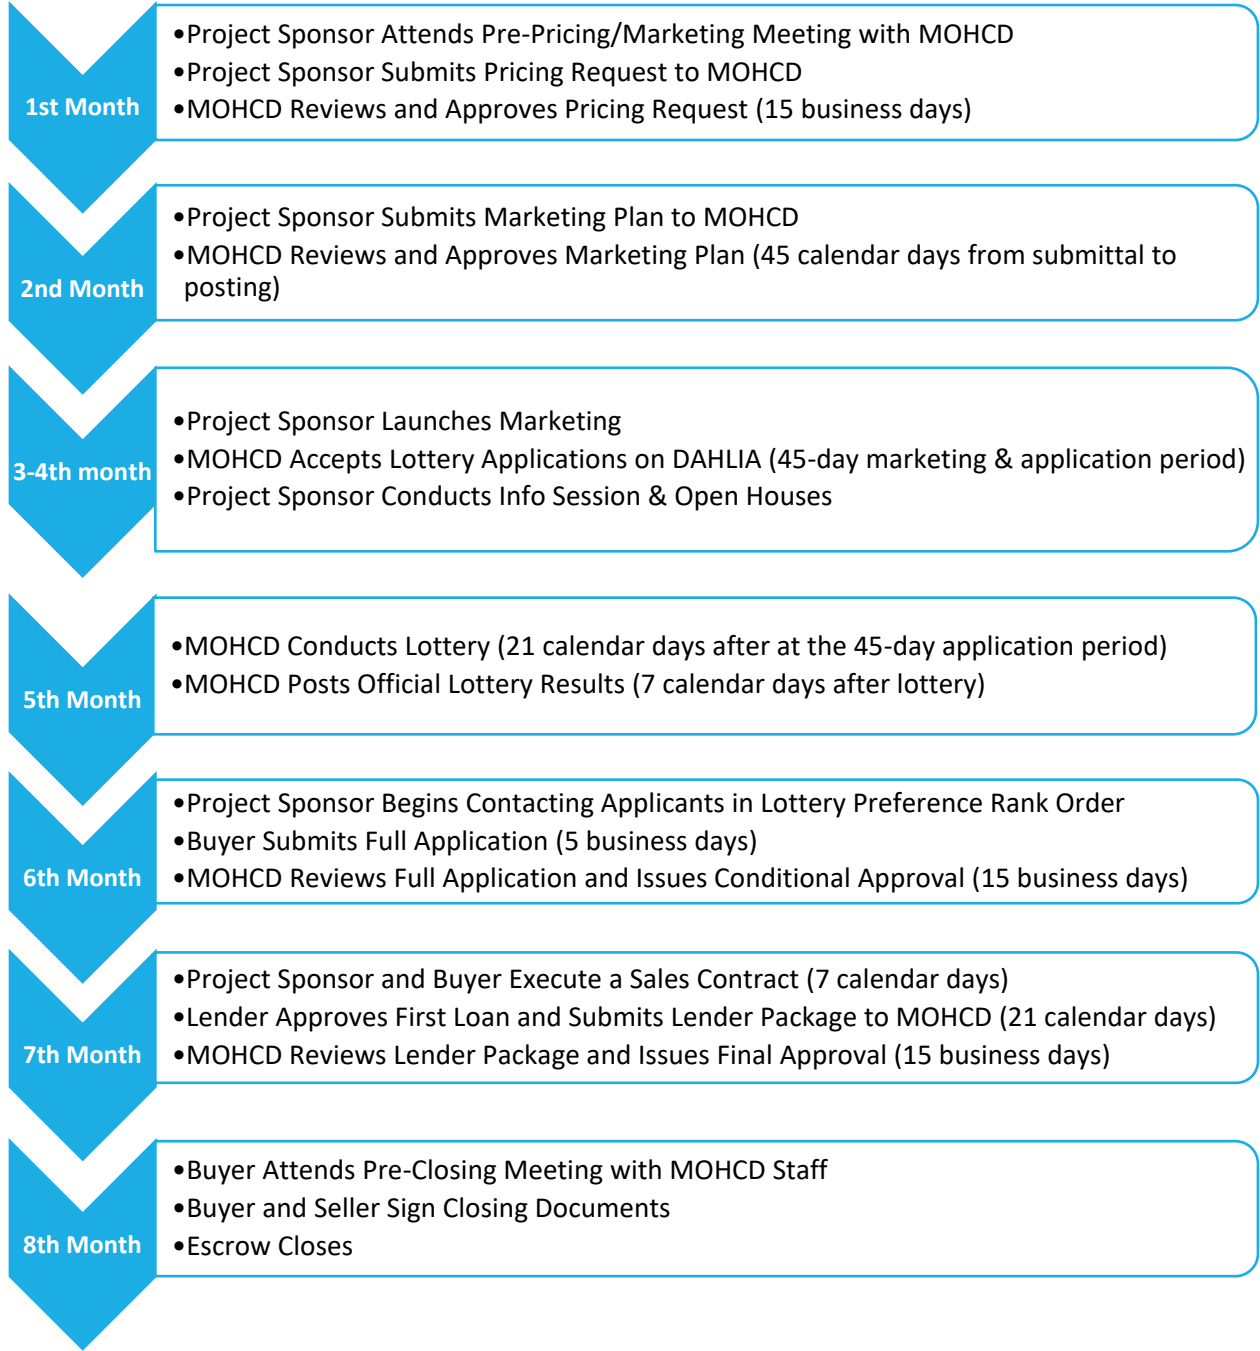 1st Month
•Project Sponsor Attends Pre-Pricing/Marketing Meeting with MOHCD
•Project Sponsor Submits Pricing Request to MOHCD
•MOHCD Reviews and Approves Pricing Request (15 business days)
2nd Month
•Project Sponsor Submits Marketing Plan to MOHCD
•MOHCD Reviews and Approves Marketing Plan (45 calendar days from submittal to
posting)
3-4th month
•Project Sponsor Launches Marketing
•MOHCD Accepts Lottery Applications on DAHLIA (45-day marketing & application period)
•Project Sponsor Conducts Info Session & Open Houses
5th Month
•MOHCD Conducts Lottery (21 calendar days after at the 45-day application period)
•MOHCD Posts Official Lottery Results (7 calendar days after lottery)
6th Month
•Project Sponsor Begins Contacting Applicants in Lottery Preference Rank Order
•Buyer Submits Full Application (5 business days)
•MOHCD Reviews Full Application and Issues Conditional Approval (15 business days)
7th Month
•Project Sponsor and Buyer Execute a Sales Contract (7 calendar days)
•Lender Approves First Loan and Submits Lender Package to MOHCD (21 calendar days)
•MOHCD Reviews Lender Package and Issues Final Approval (15 business days)
8th Month
•Buyer Attends Pre-Closing Meeting with MOHCD Staff
•Buyer and Seller Sign Closing Documents
•Escrow Closes